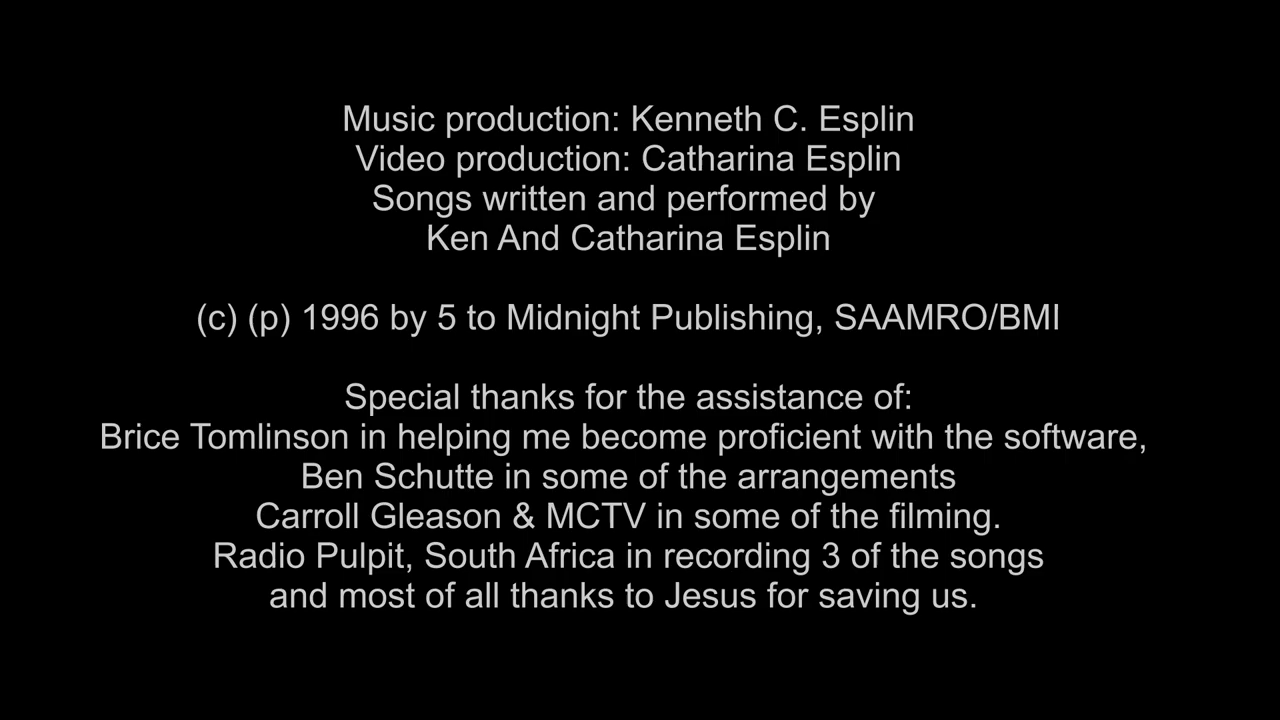 Music production: Kenneth C. Esplin
Video production: Catharina Esplin
Songs written and performed by
Ken And Catharina Esplin
(c) (p) 1996 by 5 to Midnight Publishing, SAAMRO/BMI
Special thanks for the assistance of:
Brice Tomlinson in helping me become proficient with the software,
Ben Schutte in some of the arrangements
Carroll Gleason & MCTV in some of the filming.
Radio Pulpit, South Africa in recording 3 of the songs
and most of all thanks to Jesus for saving us.